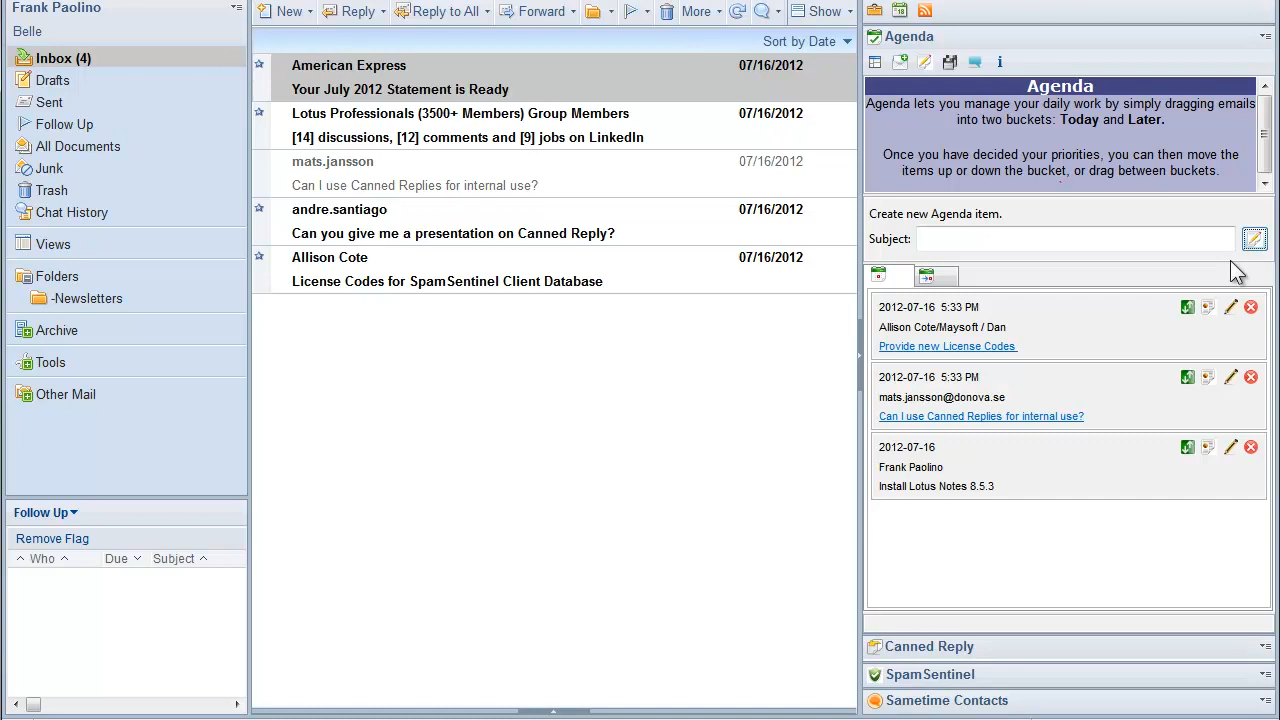 Frank Paolino
Belle
Inbox (4)
Drafts
Sent
Follow Up
All Documents
Junk
Trash
Chat History
Views
Folders
-Newsletters
Archive
Tools
Other Mail
Follow Up
Remove Flag
Who Due Subject
New Reply Reply to All Forward More Show
Sort by Date
American Express 07/16/2012
Your July 2012 Statement is Ready
Lotus Professionals (3500+ Members) Group Members 07/16/2012
[14] discussions, [12] comments and [9] jobs on LinkedIn
mats.jansson 07/16/2012
Can I use Canned Replies for internal use?
andre.santiago 07/16/2012
Can you give me a presentation on Canned Reply?
Allison Cote 07/16/2012
License Codes for SpamSentinel Client Database
Agenda
Agenda
Agenda lets you manage your daily work by simply dragging emails
into two buckets: Today and Later.
Once you have decided your priorities, you can then move the
items up or down the bucket, or drag between buckets.
Create new Agenda item.
Subject:
2012-07-16 5:33 PM
Allison Cote/Maysoft / Dan
Provide new License Codes
2012-07-16 5:33 PM
mats.jansson@donova.se
Can I use Canned Replies for internal use?
2012-07-16
Frank Paolino
Install Lotus Notes 8.5.3
Canned Reply
SpamSentinel
Sametime Contacts